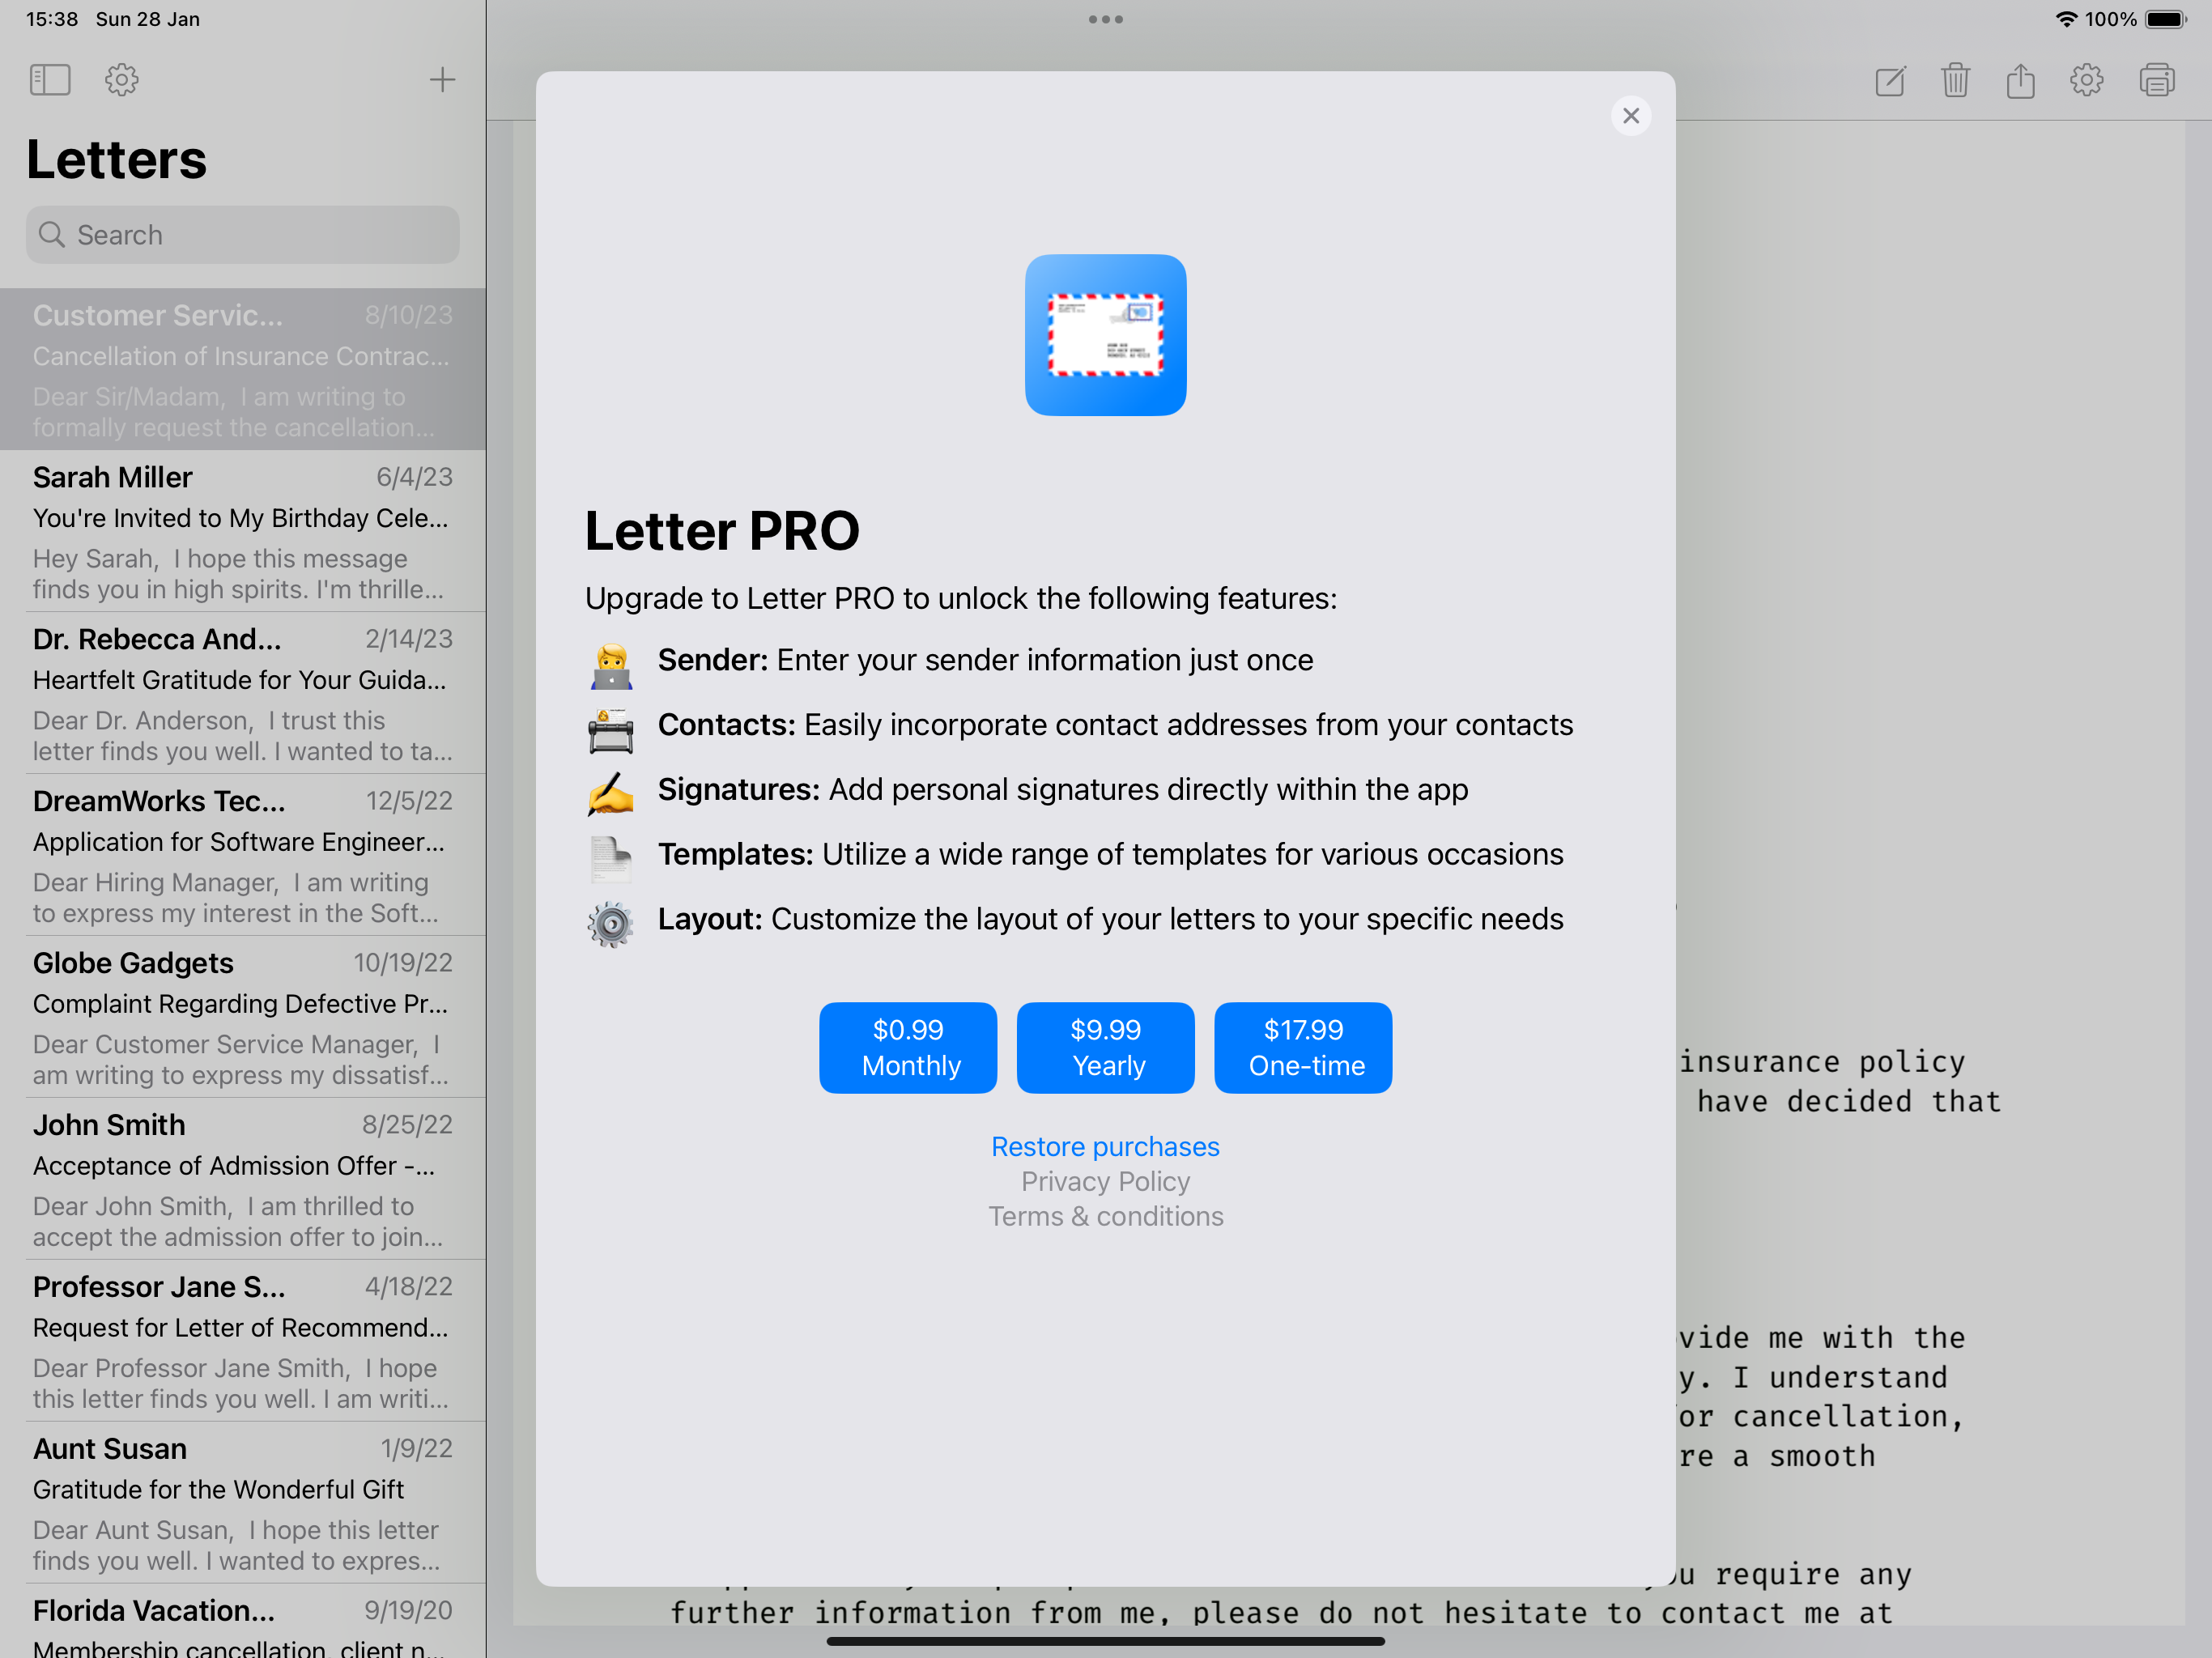 15:38 Sun 28 Jan
100%
Letters
Search
Customer Servic... 8/10/23
Cancellation of Insurance Contrac...
Dear Sir/Madam, I am writing to
formally request the cancellation...
Sarah Miller 6/4/23
You're Invited to My Birthday Cele...
Hey Sarah, I hope this message
finds you in high spirits. I'm thrille...
Dr. Rebecca And... 2/14/23
Heartfelt Gratitude for Your Guida...
Dear Dr. Anderson, I trust this
letter finds you well. I wanted to ta...
DreamWorks Tec... 12/5/22
Application for Software Engineer...
Dear Hiring Manager, I am writing
to express my interest in the Soft...
Globe Gadgets 10/19/22
Complaint Regarding Defective Pr...
Dear Customer Service Manager, I
am writing to express my dissatisf...
John Smith 8/25/22
Acceptance of Admission Offer -...
Dear John Smith, I am thrilled to
accept the admission offer to join...
Professor Jane S... 4/18/22
Request for Letter of Recommend...
Dear Professor Jane Smith, I hope
this letter finds you well. I am writi...
Aunt Susan 1/9/22
Gratitude for the Wonderful Gift
Dear Aunt Susan, I hope this letter
finds you well. I wanted to expres...
Florida Vacation... 9/19/20
Membership cancellation, client n...
Letter PRO
Upgrade to Letter PRO to unlock the following features:
Sender: Enter your sender information just once
Contacts: Easily incorporate contact addresses from your contacts
Signatures: Add personal signatures directly within the app
Templates: Utilize a wide range of templates for various occasions
Layout: Customize the layout of your letters to your specific needs
$0.99
Monthly
$9.99
Yearly
$17.99
One-time
Restore purchases
Privacy Policy
Terms & conditions
insurance policy
have decided that
vide me with the
y. I understand
or cancellation,
re a smooth
u require any
further information from me, please do not hesitate to contact me at